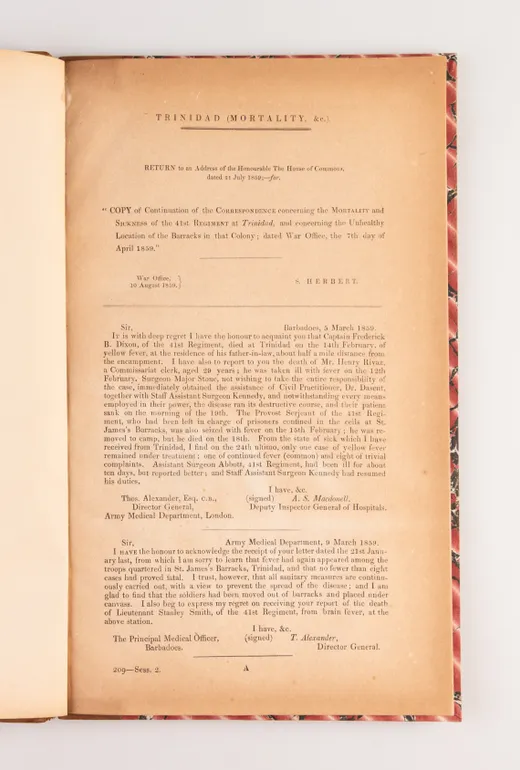 TRINIDAD (MORTALITY, &c.)
RETURN to an Address of the Honourable The House of Commons,
dated 21 July 1859;—for,
" COPY of Continuation of the CORRESPONDENCE concerning the MORTALITY and
SICKNESS of the 41st REGIMENT at Trinidad, and concerning the Unhealthy
Location of the Barracks in that Colony; dated War Office, the 7th day of
April 1859."
War Office,
10 August 1859.
S. HERBERT.
Sir, Barbadoes, 5 March 1859.
IT is with deep regret I have the honour to acquaint you that Captain Frederick
B. Dixon, of the 41st Regiment, died at Trinidad on the 14th February, of
yellow fever, at the residence of his father-in-law, about half a mile distance from
the encampment. I have also to report to you the death of Mr. Henry Rivaz,
a Commissariat clerk, aged 29 years; he was taken ill with fever on the 12th
February. Surgeon Major Stone, not wishing to take the entire responsibility of
the case, immediately obtained the assistance of Civil Practitioner, Dr. Dasent,
together with Staff Assistant Surgeon Kennedy, and notwithstanding every means
employed in their power, the disease ran its destructive course, and their patient
sank on the morning of the 19th. The Provost Serjeant of the 41st Regi-
ment, who had been left in charge of prisoners confined in the cells at St.
James's Barracks, was also seized with fever on the 15th February; he was re-
moved to camp, but he died on the 18th. From the state of sick which I have
received from Trinidad, I find on the 24th ultimo, only one case of yellow fever
remained under treatment; one of continued fever (common) and eight of trivial
complaints. Assistant Surgeon Abbott, 41st Regiment, had been ill for about
ten days, but reported better; and Staff Assistant Surgeon Kennedy had resumed
his duties.
I have, &c.
Thos. Alexander, Esq. C.B., (signed) A. S. Macdonell,
Director General, Deputy Inspector General of Hospitals.
Army Medical Department, London.
Sir, Army Medical Department, 9 March 1859.
I HAVE the honour to acknowledge the receipt of your letter dated the 21st Janu-
ary last, from which I am sorry to learn that fever had again appeared among the
troops quartered in St. James's Barracks, Trinidad, and that no fewer than eight
cases had proved fatal. I trust, however, that all sanitary measures are continu-
ously carried out, with a view to prevent the spread of the disease; and I am
glad to find that the soldiers had been moved out of barracks and placed under
canvass. I also beg to express my regret on receiving your report of the death
of Lieutenant Stanley Smith, of the 41st Regiment, from brain fever, at the
above station.
I have, &c.
The Principal Medical Officer, (signed) T. Alexander,
Barbadoes. Director General.
209—Sess. 2. A